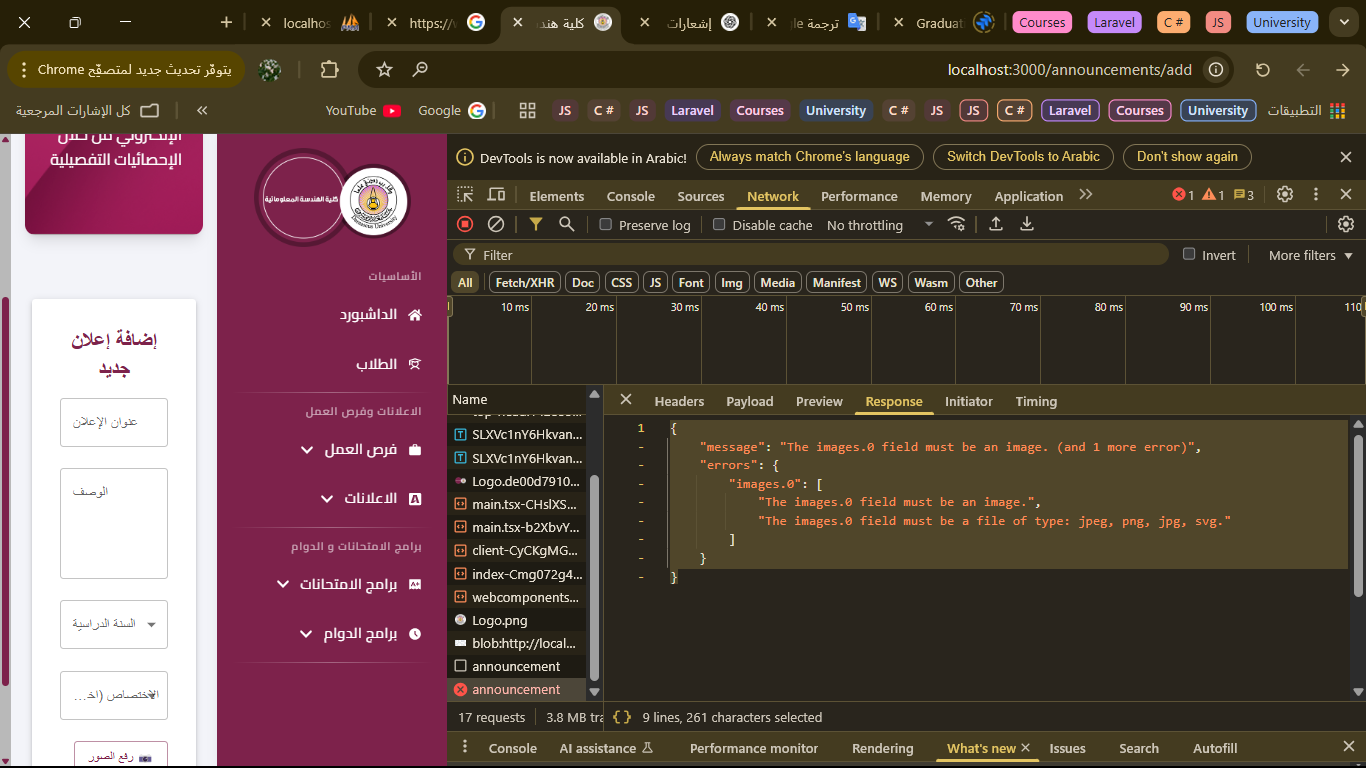 localhos
https://v
كلية هند
إشعارات
ترجمة gle
Graduat
Courses
Laravel
C #
JS
University
يتوفّر تحديث جديد لمتصفّح Chrome
localhost:3000/announcements/add
كل الإشارات المرجعية
YouTube
Google
JS
C #
JS
Laravel
Courses
University
C #
JS
JS
C #
Laravel
Courses
University
التطبيقات
الإلكتروني من خلال
الإحصائيات التفصيلية
إضافة إعلان
جديد
عنوان الإعلان
الوصف
السنة الدراسية
الاختصاص (اخ...
رفع الصور
كلية الهندسة المعلوماتية
Damascus University
الأساسيات
الداشبورد
الطلاب
الاعلانات وفرص العمل
فرص العمل
الاعلانات
برامج الامتحانات و الدوام
برامج الامتحانات
برامج الدوام
DevTools is now available in Arabic!
Always match Chrome's language
Switch DevTools to Arabic
Don't show again
Elements
Console
Sources
Network
Performance
Memory
Application
1
1
3
Preserve log
Disable cache
No throttling
Filter
Invert
More filters
All
Fetch/XHR
Doc
CSS
JS
Font
Img
Media
Manifest
WS
Wasm
Other
10 ms
20 ms
30 ms
40 ms
50 ms
60 ms
70 ms
80 ms
90 ms
100 ms
110
Name
SLXVc1nY6Hkvan...
SLXVc1nY6Hkvan...
Logo.de00d7910...
main.tsx-CHslXS...
main.tsx-b2XbvY...
client-CyCKgMG...
index-Cmg072g4...
webcomponents...
Logo.png
blob:http://local...
announcement
announcement
17 requests
3.8 MB tra
Headers
Payload
Preview
Response
Initiator
Timing
1 {
- "message": "The images.0 field must be an image. (and 1 more error)",
- "errors": {
- "images.0": [
- "The images.0 field must be an image.",
- "The images.0 field must be a file of type: jpeg, png, jpg, svg."
- ]
- }
- }
{ } 9 lines, 261 characters selected
Console
AI assistance
Performance monitor
Rendering
What's new
Issues
Search
Autofill